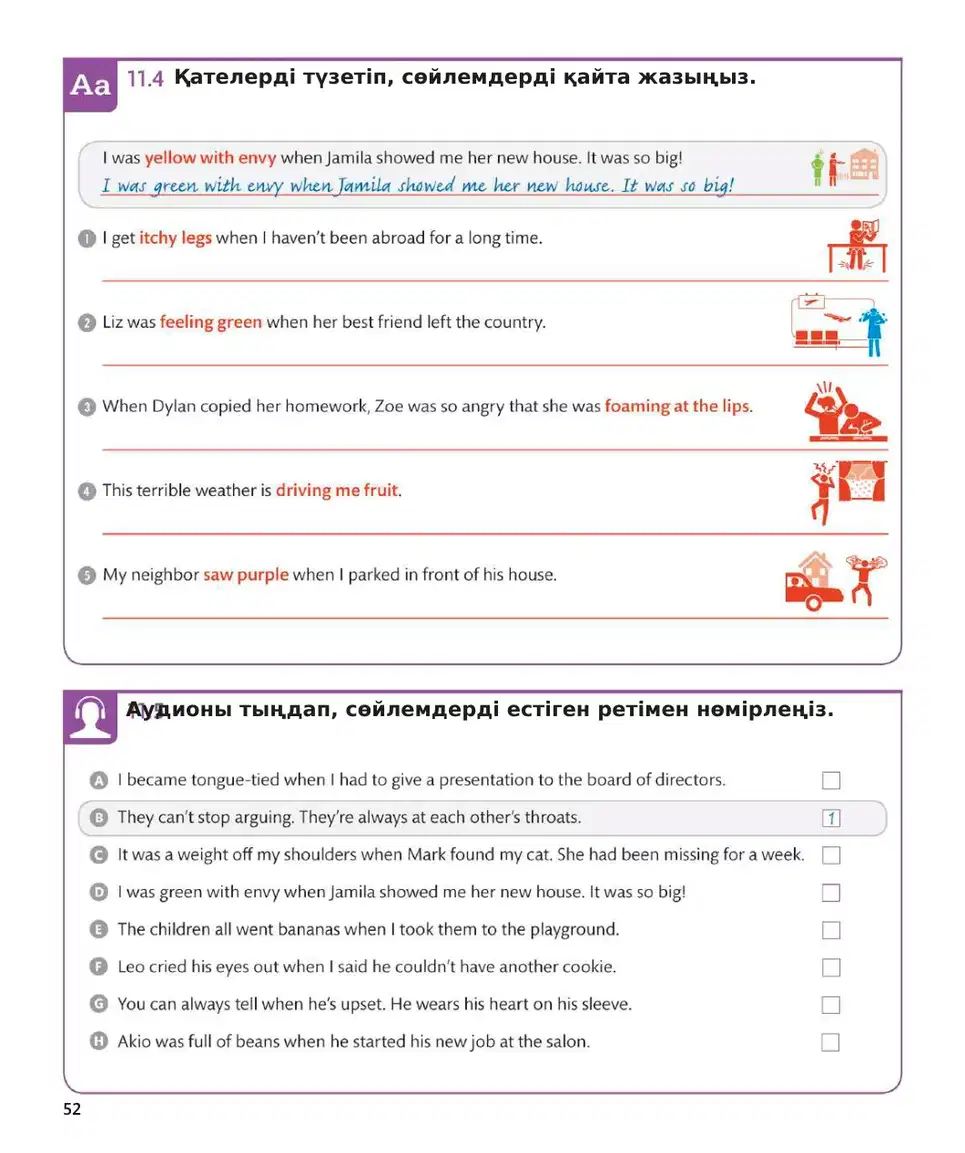 Aa 11.4 Қателерді түзетіп, сөйлемдерді қайта жазыңыз.
I was yellow with envy when Jamila showed me her new house. It was so big!
I was green with envy when Jamila showed me her new house. It was so big!
1 I get itchy legs when I haven't been abroad for a long time.
2 Liz was feeling green when her best friend left the country.
3 When Dylan copied her homework, Zoe was so angry that she was foaming at the lips.
4 This terrible weather is driving me fruit.
5 My neighbor saw purple when I parked in front of his house.
Аудионы тыңдап, сөйлемдерді естіген ретімен нөмірлеңіз.
A I became tongue-tied when I had to give a presentation to the board of directors.
B They can't stop arguing. They're always at each other's throats. 1
C It was a weight off my shoulders when Mark found my cat. She had been missing for a week.
D I was green with envy when Jamila showed me her new house. It was so big!
E The children all went bananas when I took them to the playground.
F Leo cried his eyes out when I said he couldn't have another cookie.
G You can always tell when he's upset. He wears his heart on his sleeve.
H Akio was full of beans when he started his new job at the salon.
52